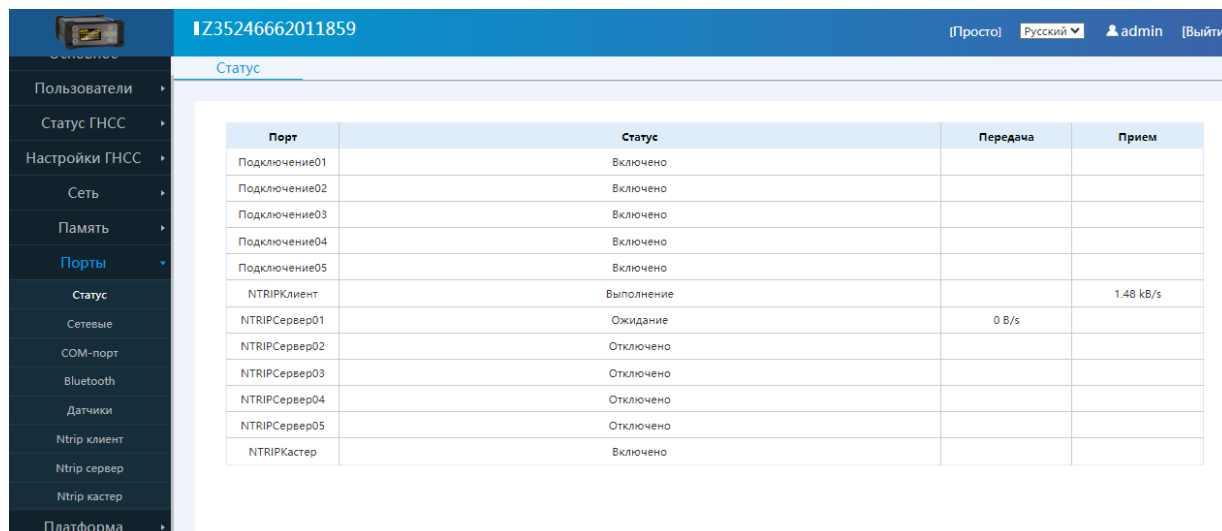 Z35246662011859
[Просто] Русский admin [Выйти
Основное
Статус
Пользователи
Статус ГНСС
Настройки ГНСС
Сеть
Память
Порты
Статус
Сетевые
COM-порт
Bluetooth
Датчики
Ntrip клиент
Ntrip сервер
Ntrip кастер
Платформа
Порт Статус Передача Прием
Подключение01 Включено
Подключение02 Включено
Подключение03 Включено
Подключение04 Включено
Подключение05 Включено
NTRIPКлиент Выполнение 1.48 kB/s
NTRIPСервер01 Ожидание 0 B/s
NTRIPСервер02 Отключено
NTRIPСервер03 Отключено
NTRIPСервер04 Отключено
NTRIPСервер05 Отключено
NTRIPКастер Включено